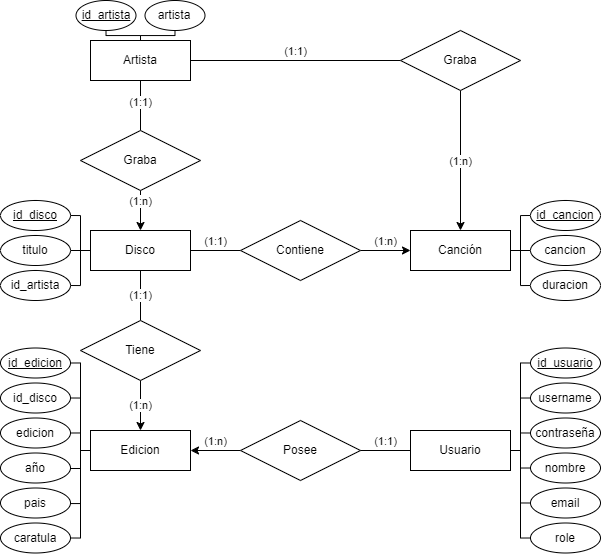 id_artista
artista
Artista
(1:1)
Graba
(1:1)
Graba
(1:n)
(1:n)
id_disco
titulo
id_artista
Disco
(1:1)
Contiene
(1:n)
Canción
id_cancion
cancion
duracion
(1:1)
Tiene
(1:n)
id_edicion
id_disco
edicion
año
pais
caratula
Edicion
(1:n)
Posee
(1:1)
Usuario
id_usuario
username
contraseña
nombre
email
role